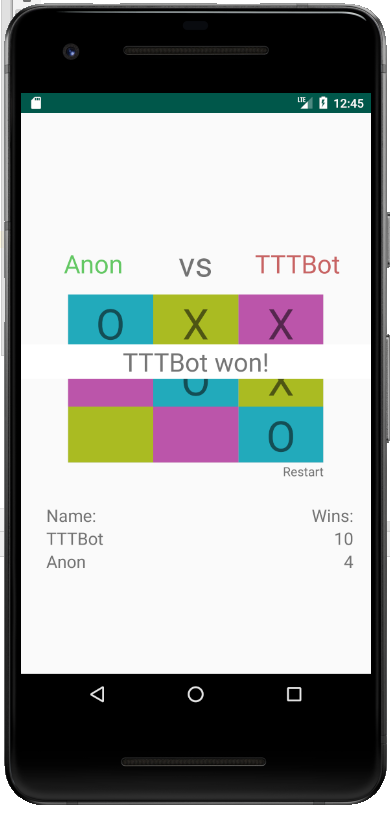 LTE 12:45
Anon vs TTTBot
O X X
TTTBot won!
O X
O
Restart
Name: Wins:
TTTBot 10
Anon 4